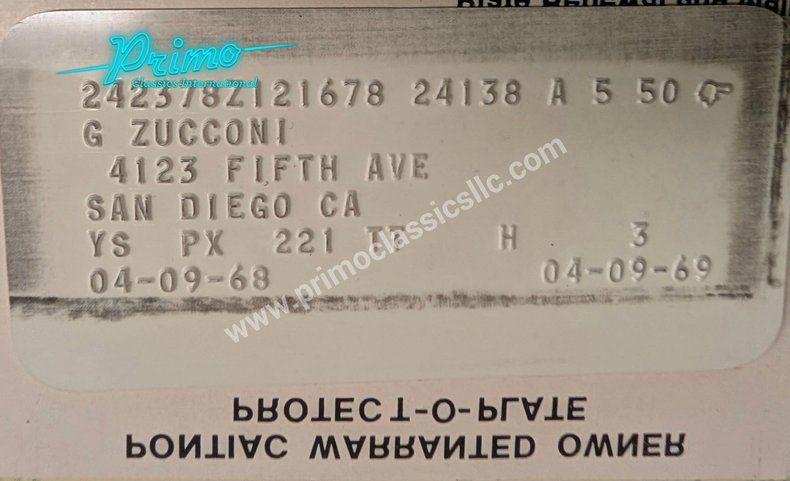 Primo
Classics International
242378Z121678 24138 A 5 50
G ZUCCONI
4123 FIFTH AVE
SAN DIEGO CA
YS PX 221 H 3
04-09-68 04-09-69
www.primoclassicsllc.com
PROTECT-O-PLATE
PONTIAC WARRANTED OWNER